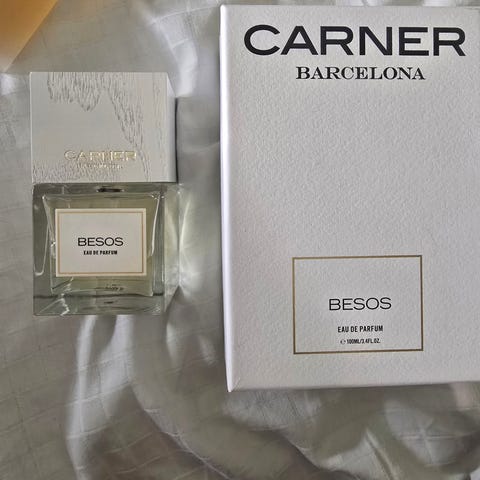 CARNER
BARCELONA
CARNER
BESOS
EAU DE PARFUM
BESOS
EAU DE PARFUM
℮ 100ML/3.4FL.OZ.